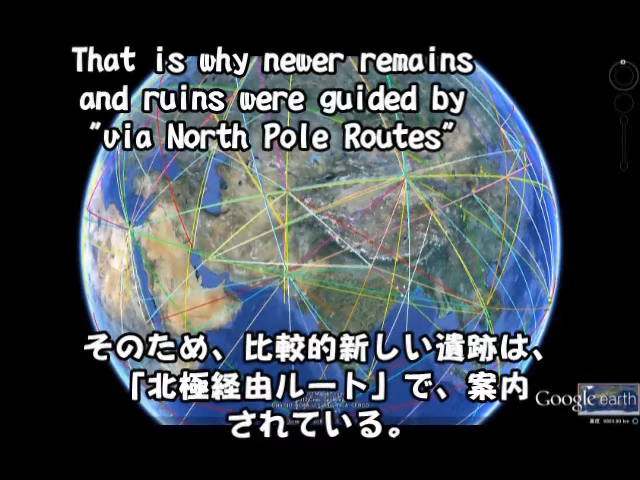 That is why newer remains
and ruins were guided by
"via North Pole Routes"
そのため、比較的新しい遺跡は、
「北極経由ルート」で、案内
されている。
Google earth